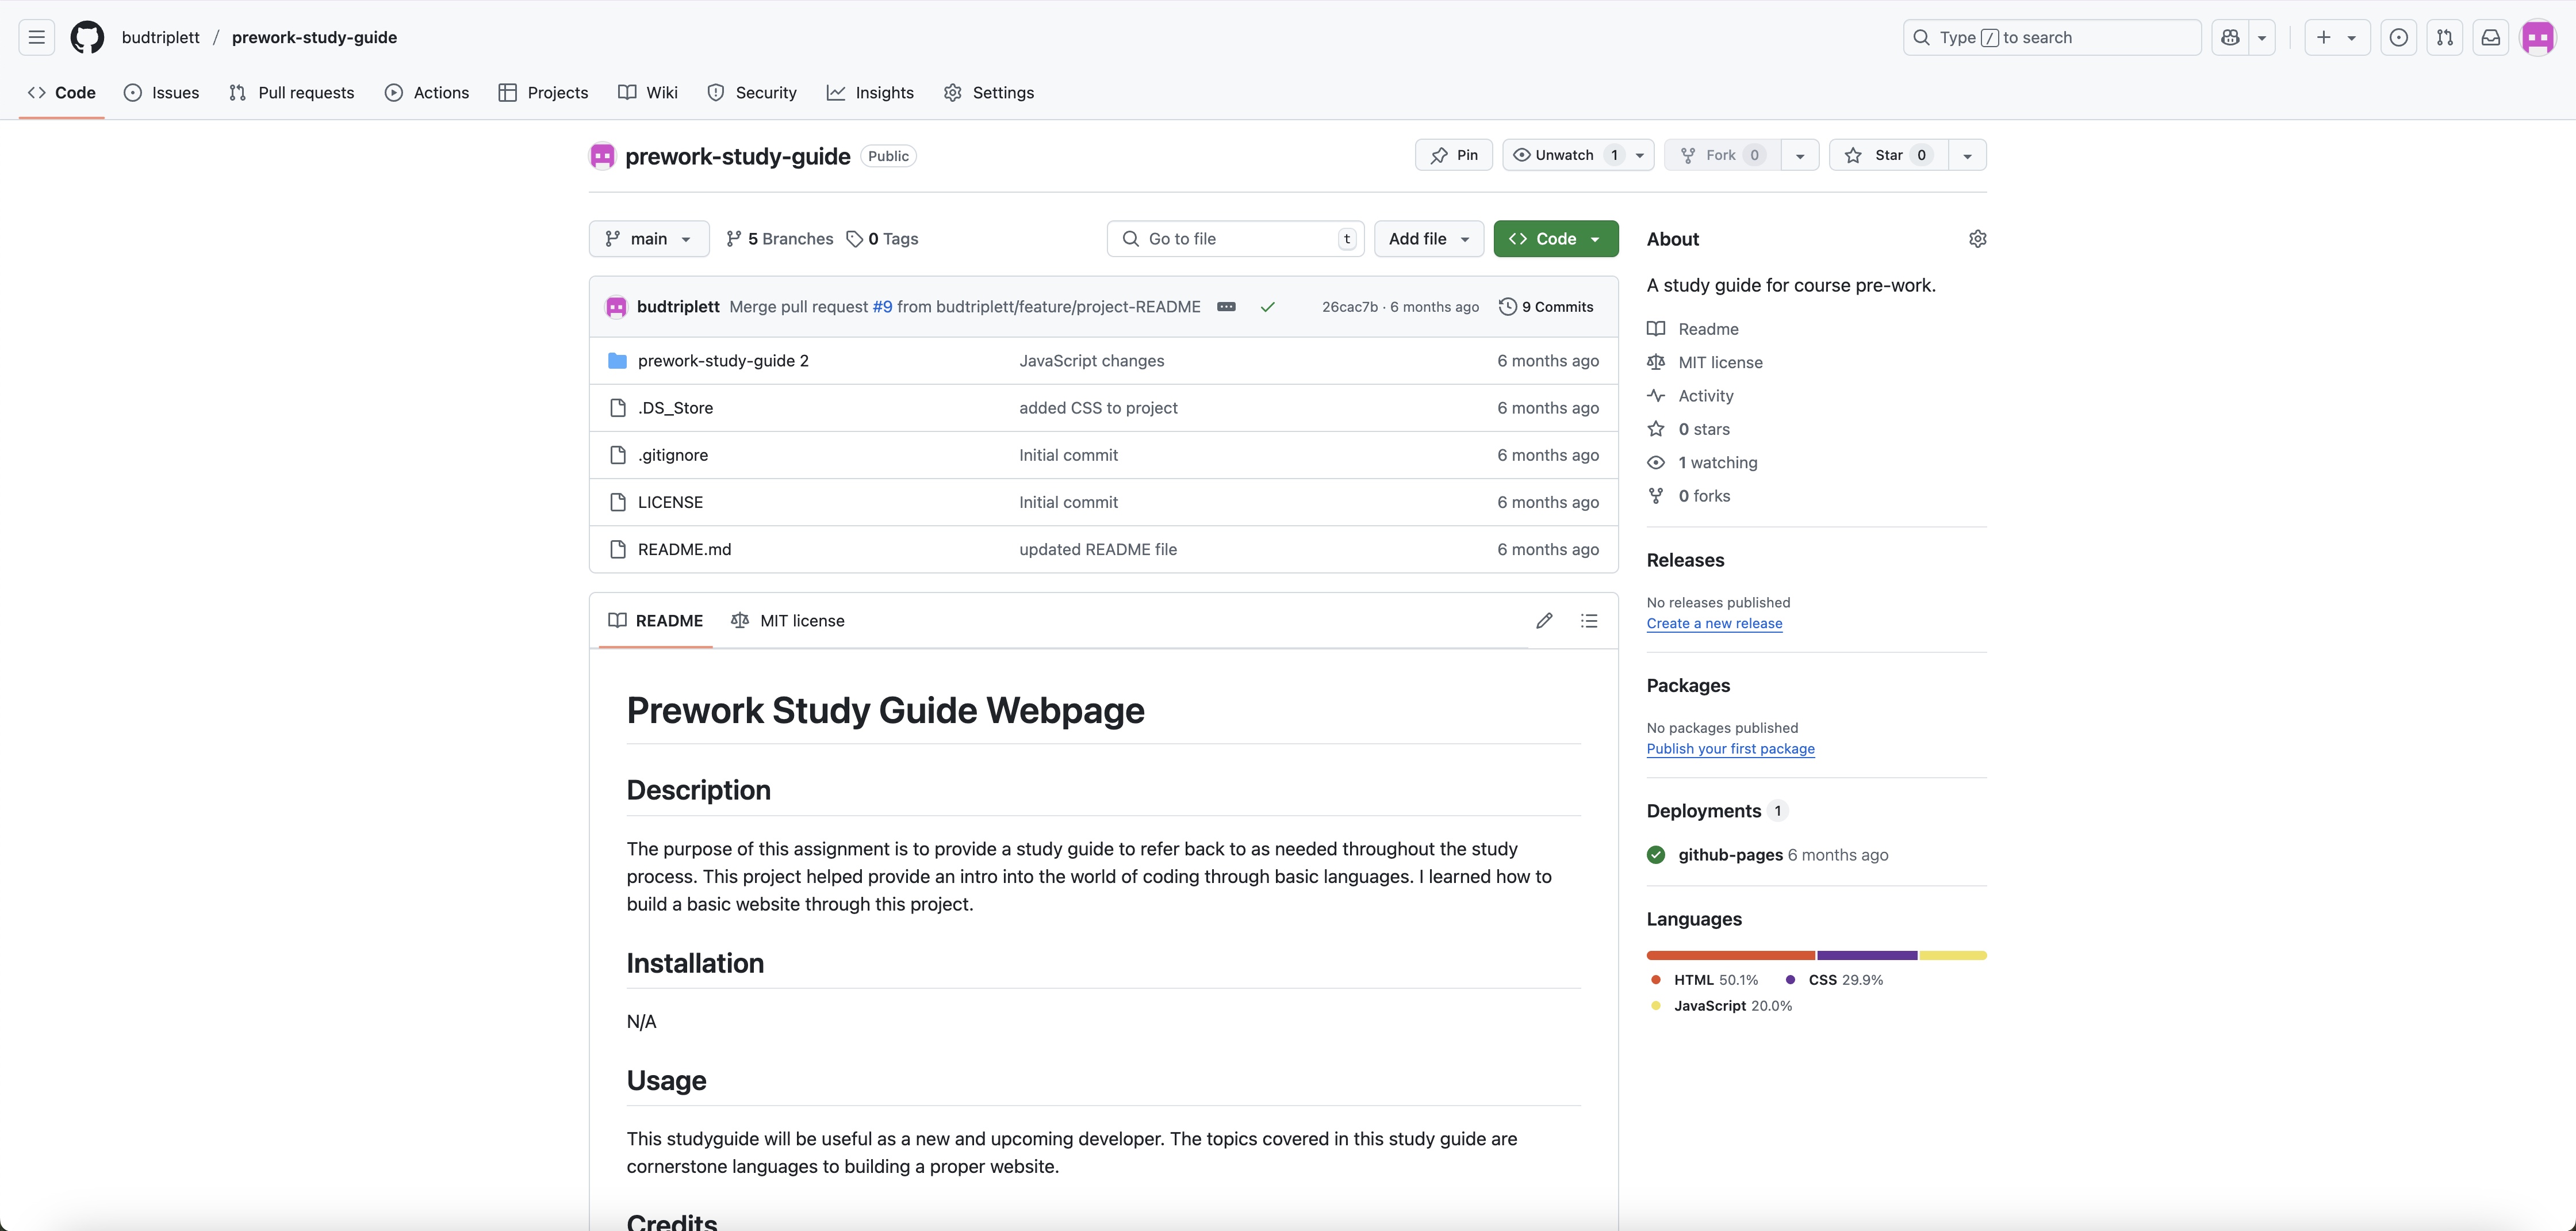 budtriplett / prework-study-guide
Type / to search
Code Issues Pull requests Actions Projects Wiki Security Insights Settings
prework-study-guide Public
Pin Unwatch 1 Fork 0 Star 0
main 5 Branches 0 Tags Go to file t Add file Code
budtriplett Merge pull request #9 from budtriplett/feature/project-README 26cac7b · 6 months ago 9 Commits
prework-study-guide 2 JavaScript changes 6 months ago
.DS_Store added CSS to project 6 months ago
.gitignore Initial commit 6 months ago
LICENSE Initial commit 6 months ago
README.md updated README file 6 months ago
README MIT license
Prework Study Guide Webpage
Description
The purpose of this assignment is to provide a study guide to refer back to as needed throughout the study
process. This project helped provide an intro into the world of coding through basic languages. I learned how to
build a basic website through this project.
Installation
N/A
Usage
This studyguide will be useful as a new and upcoming developer. The topics covered in this study guide are
cornerstone languages to building a proper website.
Credits
About
A study guide for course pre-work.
Readme
MIT license
Activity
0 stars
1 watching
0 forks
Releases
No releases published
Create a new release
Packages
No packages published
Publish your first package
Deployments 1
github-pages 6 months ago
Languages
HTML 50.1% CSS 29.9%
JavaScript 20.0%